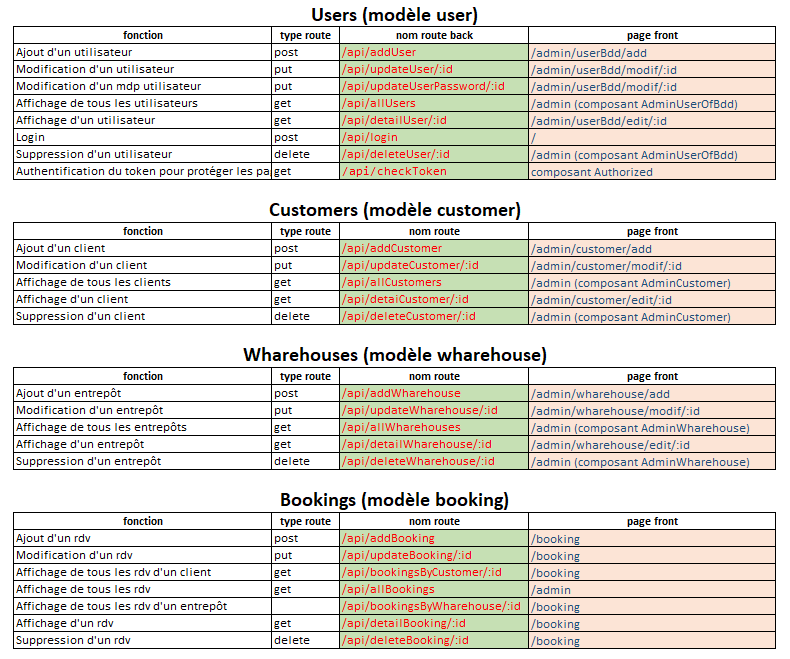 Users (modèle user)
fonction type route nom route back page front
Ajout d'un utilisateur post /api/addUser /admin/userBdd/add
Modification d'un utilisateur put /api/updateUser/:id /admin/userBdd/modif/:id
Modification d'un mdp utilisateur put /api/updateUserPassword/:id /admin/userBdd/modif/:id
Affichage de tous les utilisateurs get /api/allUsers /admin (composant AdminUserOfBdd)
Affichage d'un utilisateur get /api/detailUser/:id /admin/userBdd/edit/:id
Login post /api/login /
Suppression d'un utilisateur delete /api/deleteUser/:id /admin (composant AdminUserOfBdd)
Authentification du token pour protéger les pa get /api/checkToken composant Authorized
Customers (modèle customer)
fonction type route nom route page front
Ajout d'un client post /api/addCustomer /admin/customer/add
Modification d'un client put /api/updateCustomer/:id /admin/customer/modif/:id
Affichage de tous les clients get /api/allCustomers /admin (composant AdminCustomer)
Affichage d'un client get /api/detaiCustomer/:id /admin/customer/edit/:id
Suppression d'un client delete /api/deleteCustomer/:id /admin (composant AdminCustomer)
Wharehouses (modèle wharehouse)
fonction type route nom route page front
Ajout d'un entrepôt post /api/addWharehouse /admin/wharehouse/add
Modification d'un entrepôt put /api/updateWharehouse/:id /admin/wharehouse/modif/:id
Affichage de tous les entrepôts get /api/allWharehouses /admin (composant AdminWharehouse)
Affichage d'un entrepôt get /api/detailWharehouse/:id /admin/wharehouse/edit/:id
Suppression d'un entrepôt delete /api/deleteWharehouse/:id /admin (composant AdminWharehouse)
Bookings (modèle booking)
fonction type route nom route page front
Ajout d'un rdv post /api/addBooking /booking
Modification d'un rdv put /api/updateBooking/:id /booking
Affichage de tous les rdv d'un client get /api/bookingsByCustomer/:id /booking
Affichage de tous les rdv get /api/allBookings /admin
Affichage de tous les rdv d'un entrepôt /api/bookingsByWharehouse/:id /booking
Affichage d'un rdv get /api/detailBooking/:id /booking
Suppression d'un rdv delete /api/deleteBooking/:id /booking